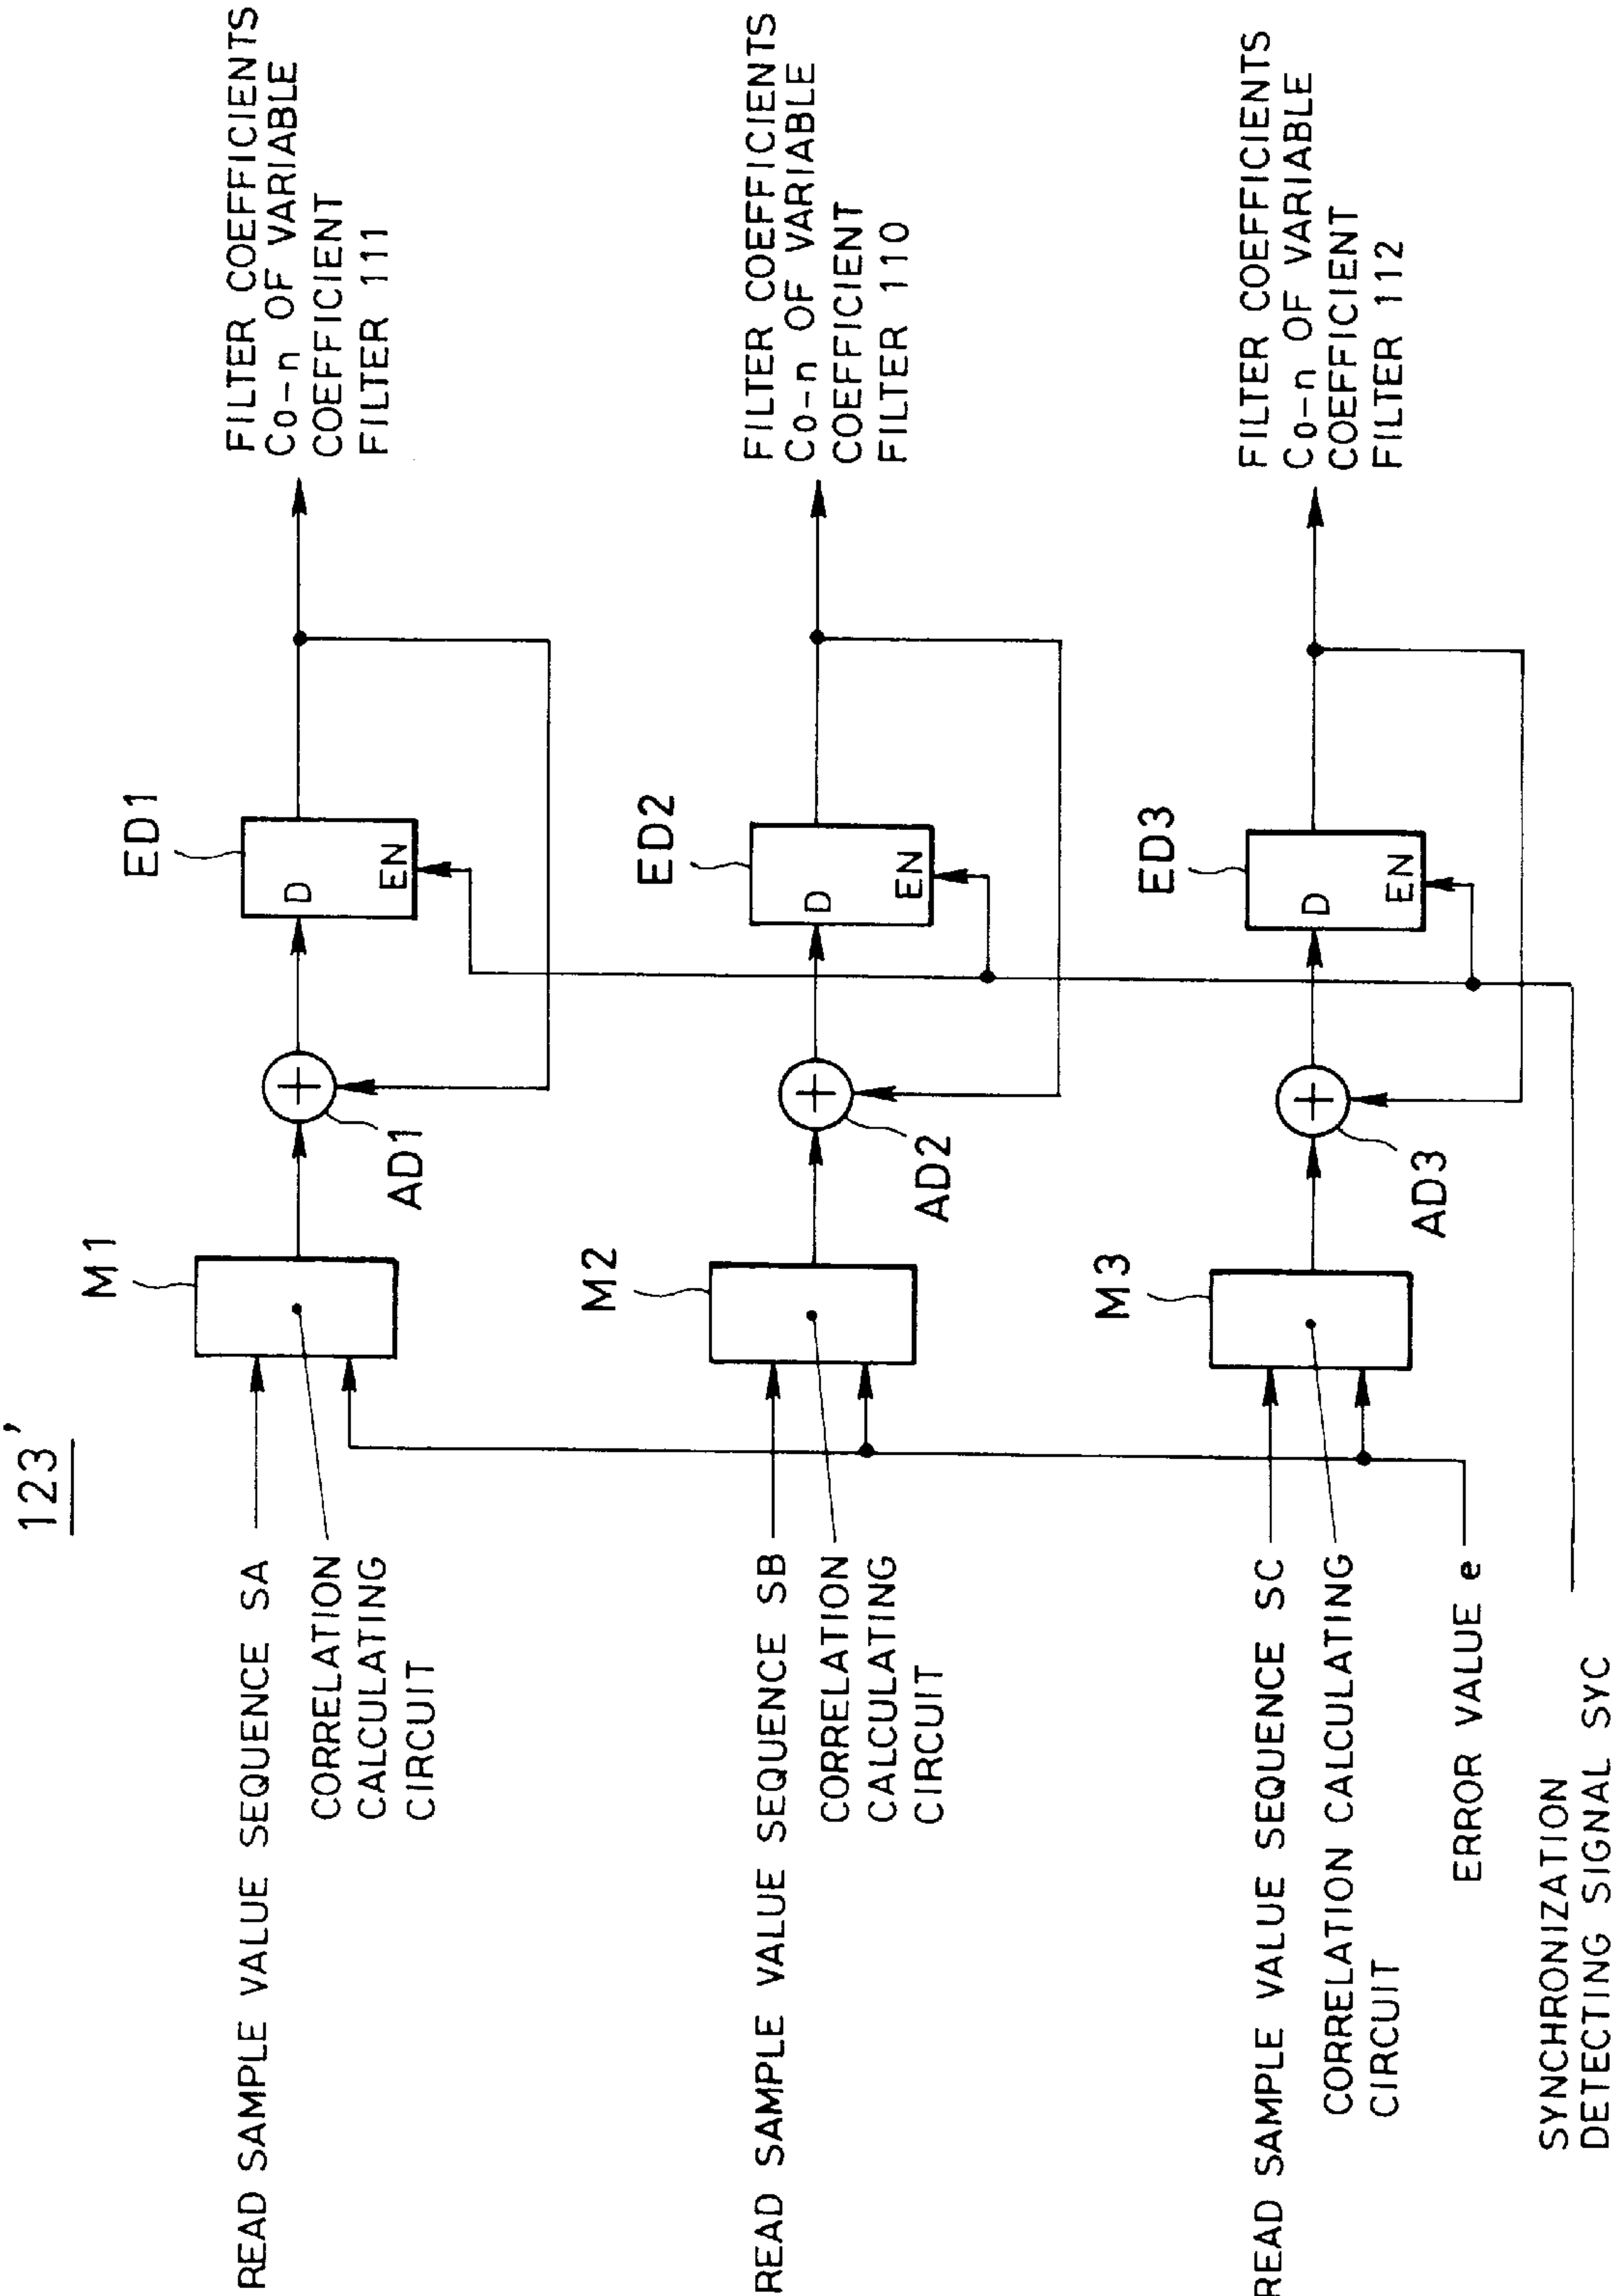 123'
READ SAMPLE VALUE SEQUENCE SA
CORRELATION
CALCULATING
CIRCUIT
M1
AD1
ED1
D
EN
FILTER COEFFICIENTS
C0-n OF VARIABLE
COEFFICIENT
FILTER 111
READ SAMPLE VALUE SEQUENCE SB
CORRELATION
CALCULATING
CIRCUIT
M2
AD2
ED2
D
EN
FILTER COEFFICIENTS
C0-n OF VARIABLE
COEFFICIENT
FILTER 110
READ SAMPLE VALUE SEQUENCE SC
CORRELATION CALCULATING
CIRCUIT
M3
AD3
ED3
D
EN
FILTER COEFFICIENTS
C0-n OF VARIABLE
COEFFICIENT
FILTER 112
ERROR VALUE e
SYNCHRONIZATION
DETECTING SIGNAL SYC